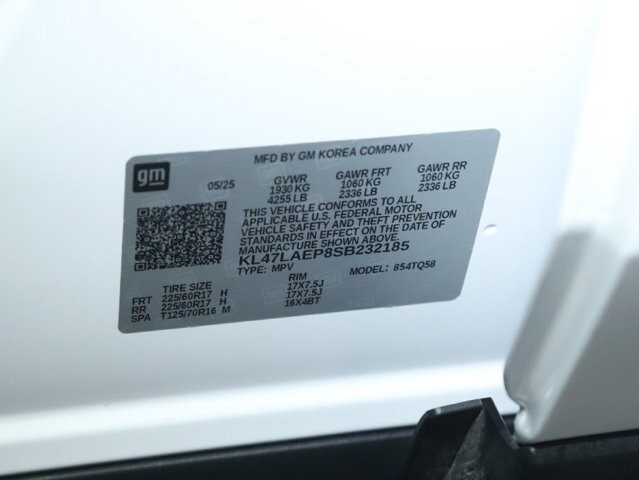 MFD BY GM KOREA COMPANY
gm
05/25 GVWR GAWR FRT GAWR RR
1930 KG 1060 KG 1060 KG
4255 LB 2336 LB 2336 LB
THIS VEHICLE CONFORMS TO ALL
APPLICABLE U.S. FEDERAL MOTOR
VEHICLE SAFETY AND THEFT PREVENTION
STANDARDS IN EFFECT ON THE DATE OF
MANUFACTURE SHOWN ABOVE.
KL47LAEP8SB232185
TYPE: MPV MODEL: 854TQ58
TIRE SIZE RIM
FRT 225/60R17 H 17X7.5J
RR 225/60R17 H 17X7.5J
SPA T125/70R16 M 16X4BT